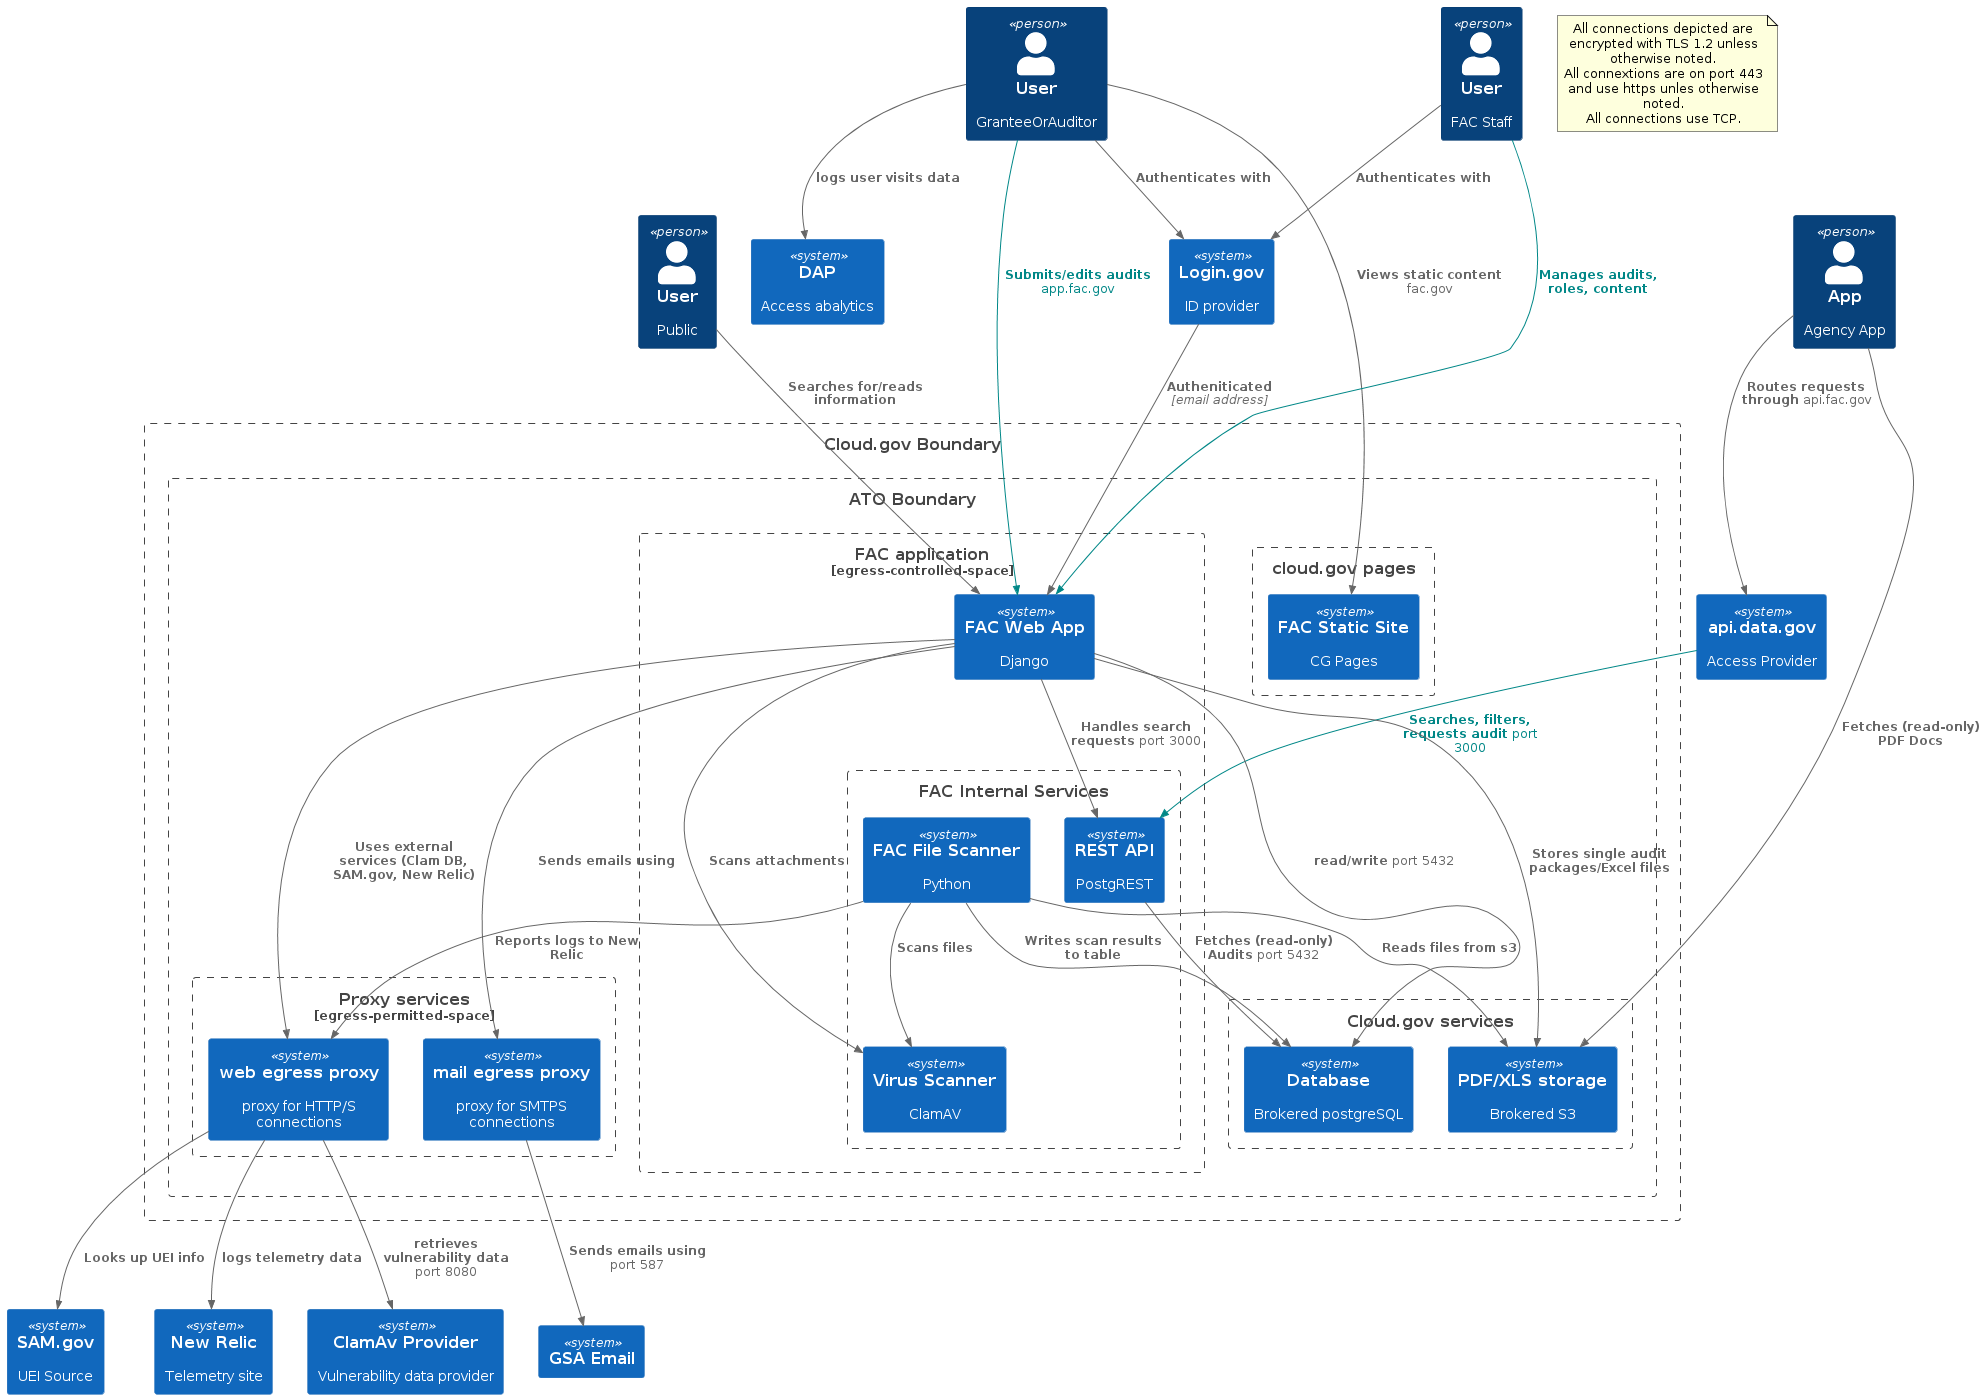 «person»
User
GranteeOrAuditor
«person»
User
FAC Staff
All connections depicted are
encrypted with TLS 1.2 unless
otherwise noted.
All connextions are on port 443
and use https unles otherwise
noted.
All connections use TCP.
logs user visits data
Authenticates with
Authenticates with
«person»
User
Public
«system»
DAP
Access abalytics
Submits/edits audits
app.fac.gov
«system»
Login.gov
ID provider
Views static content
fac.gov
Manages audits,
roles, content
«person»
App
Agency App
Searches for/reads
information
Autheniticated
[email address]
Routes requests
through api.fac.gov
Cloud.gov Boundary
ATO Boundary
FAC application
[egress-controlled-space]
cloud.gov pages
«system»
FAC Web App
Django
«system»
FAC Static Site
CG Pages
«system»
api.data.gov
Access Provider
Handles search
requests port 3000
Searches, filters,
requests audit port
3000
Fetches (read-only)
PDF Docs
FAC Internal Services
Uses external
services (Clam DB,
SAM.gov, New Relic)
Sends emails using
Scans attachments
«system»
FAC File Scanner
Python
«system»
REST API
PostgREST
read/write port 5432
Stores single audit
packages/Excel files
Reports logs to New
Relic
Scans files
Writes scan results
to table
Fetches (read-only)
Audits port 5432
Reads files from s3
Proxy services
[egress-permitted-space]
Cloud.gov services
«system»
web egress proxy
proxy for HTTP/S
connections
«system»
mail egress proxy
proxy for SMTPS
connections
«system»
Virus Scanner
ClamAV
«system»
Database
Brokered postgreSQL
«system»
PDF/XLS storage
Brokered S3
Looks up UEI info
logs telemetry data
retrieves
vulnerability data
port 8080
Sends emails using
port 587
«system»
SAM.gov
UEI Source
«system»
New Relic
Telemetry site
«system»
ClamAv Provider
Vulnerability data provider
«system»
GSA Email